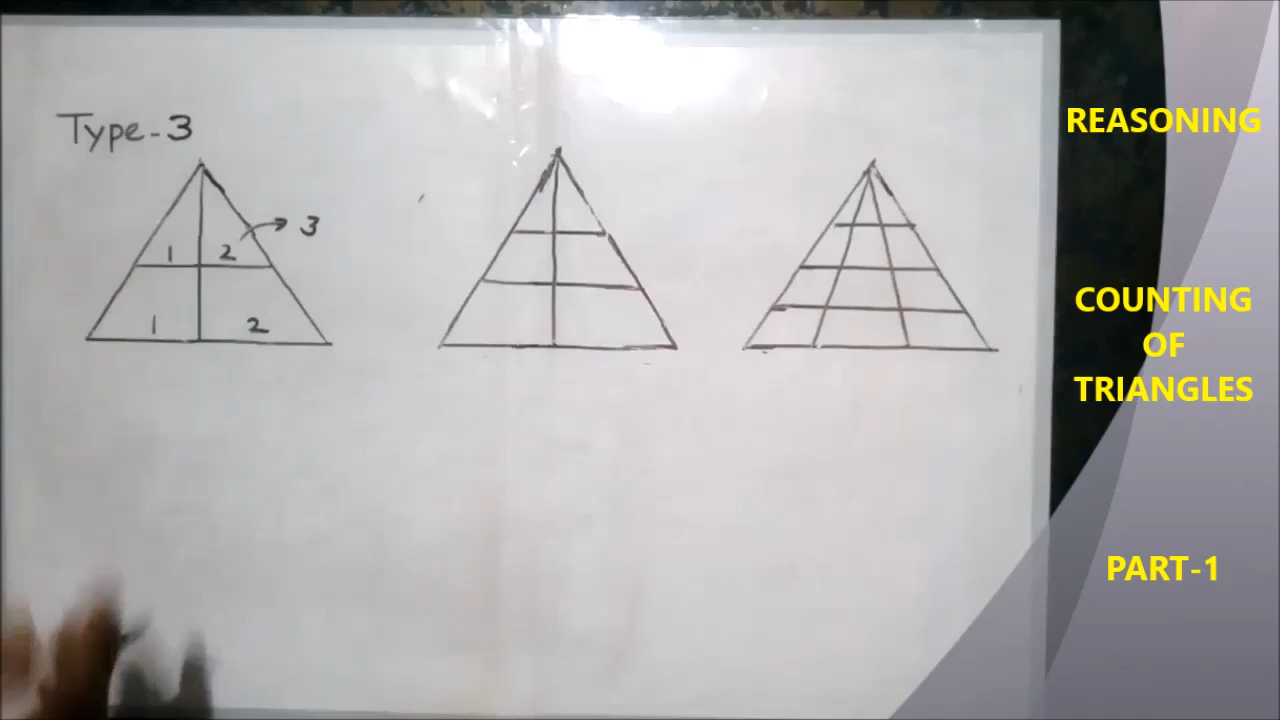 Type-3
1 2 3
1 2
REASONING
COUNTING
OF
TRIANGLES
PART-1